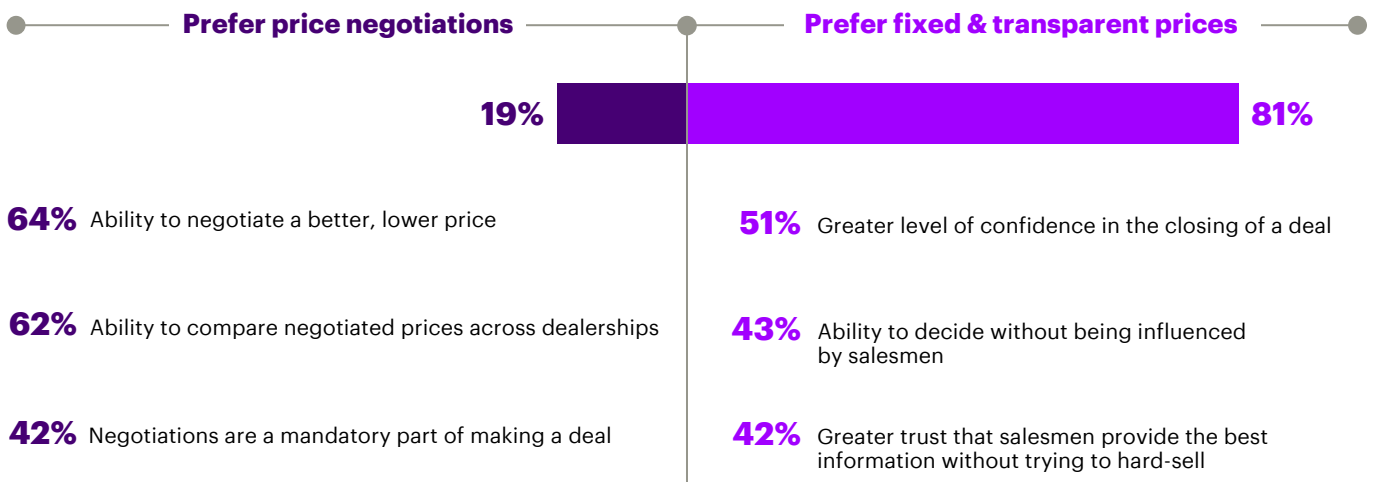 Prefer price negotiations
Prefer fixed & transparent prices
19%
81%
64% Ability to negotiate a better, lower price
62% Ability to compare negotiated prices across dealerships
42% Negotiations are a mandatory part of making a deal
51% Greater level of confidence in the closing of a deal
43% Ability to decide without being influenced
by salesmen
42% Greater trust that salesmen provide the best
information without trying to hard-sell